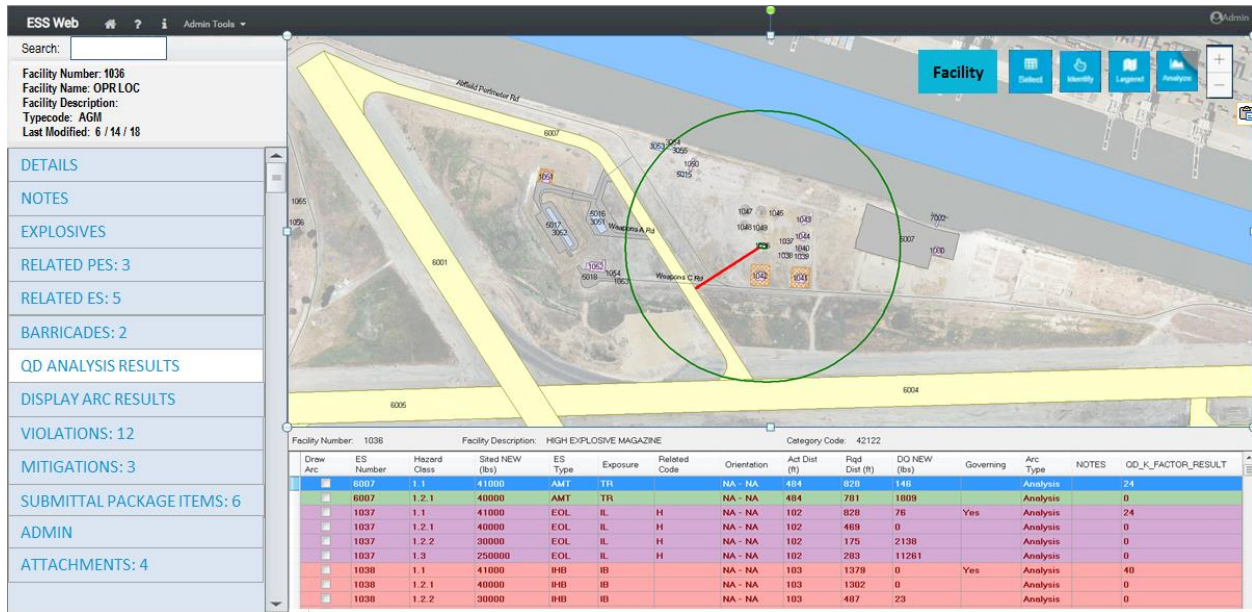 ESS Web ? i Admin Tools Admin
Search:
Facility Number: 1036
Facility Name: OPR LOC
Facility Description:
Typecode: AGM
Last Modified: 6 / 14 / 18
DETAILS
NOTES
EXPLOSIVES
RELATED PES: 3
RELATED ES: 5
BARRICADES: 2
QD ANALYSIS RESULTS
DISPLAY ARC RESULTS
VIOLATIONS: 12
MITIGATIONS: 3
SUBMITTAL PACKAGE ITEMS: 6
ADMIN
ATTACHMENTS: 4
Facility Select Identify Legend Analyze + −
Airfield Perimeter Rd
6007
3053 3054
3055
1050
5015
1051
1065
1056
5016
3051
5017
3052
Weapons A Rd
1047 1046
1043
1048 1049
1044
1037
1040
1038 1039
7002
6007
1030
6001
1052
5018 1054
1053
Weapons C Rd
1042
1041
6004
6005
Facility Number: 1036 Facility Description: HIGH EXPLOSIVE MAGAZINE Category Code: 42122
Draw Arc ES Number Hazard Class Sited NEW (lbs) ES Type Exposure Related Code Orientation Act Dist (ft) Rqd Dist (ft) DQ NEW (lbs) Governing Arc Type NOTES QD_K_FACTOR_RESULT
6007 1.1 41000 AMT TR NA - NA 484 828 148 Analysis 24
6007 1.2.1 40000 AMT TR NA - NA 484 781 1809 Analysis 0
1037 1.1 41000 EOL IL H NA - NA 102 828 76 Yes Analysis 24
1037 1.2.1 40000 EOL IL H NA - NA 102 469 0 Analysis 0
1037 1.2.2 30000 EOL IL H NA - NA 102 175 2138 Analysis 0
1037 1.3 250000 EOL IL H NA - NA 102 283 11261 Analysis 0
1038 1.1 41000 IHB IB NA - NA 103 1379 0 Yes Analysis 40
1038 1.2.1 40000 IHB IB NA - NA 103 1302 0 Analysis 0
1038 1.2.2 30000 IHB IB NA - NA 103 487 23 Analysis 0